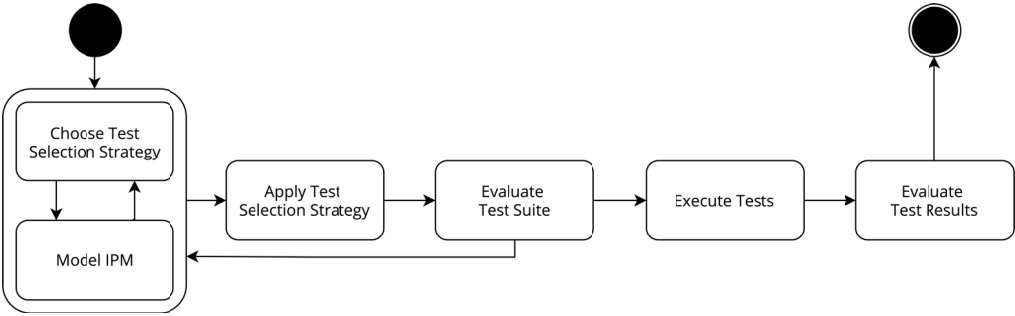 Choose Test
Selection Strategy
Model IPM
Apply Test
Selection Strategy
Evaluate
Test Suite
Execute Tests
Evaluate
Test Results